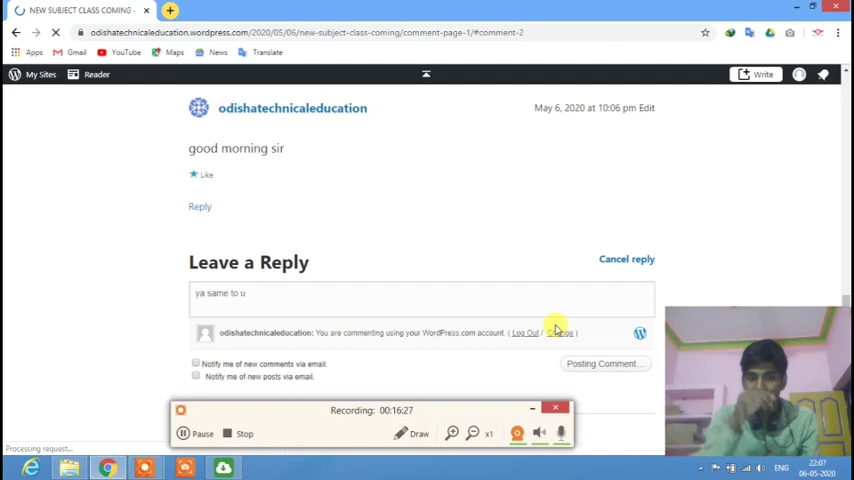 NEW SUBJECT CLASS COMING –
odishatechnicaleducation.wordpress.com/2020/05/06/new-subject-class-coming/comment-page-1/#comment-2
Apps Gmail YouTube Maps News Translate
My Sites Reader Write
odishatechnicaleducation May 6, 2020 at 10:06 pm Edit
good morning sir
Like
Reply
Leave a Reply Cancel reply
ya same to u
odishatechnicaleducation: You are commenting using your WordPress.com account. ( Log Out / Change )
Notify me of new comments via email. Posting Comment...
Notify me of new posts via email.
Recording: 00:16:27
Pause Stop Draw x1
Processing request...
ENG 22:07
06-05-2020